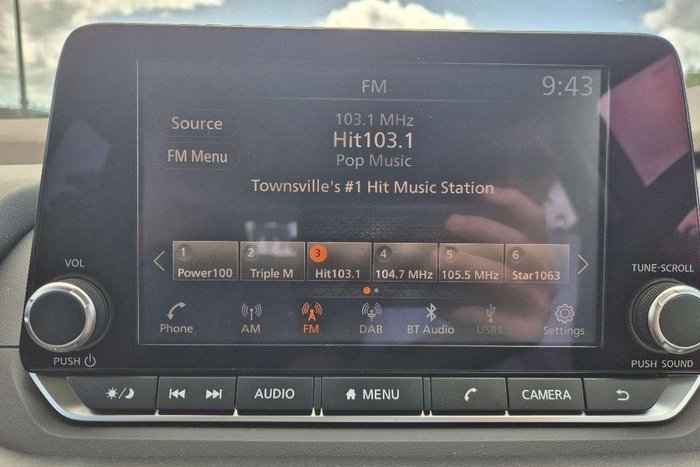 FM
9:43
Source
FM Menu
103.1 MHz
Hit103.1
Pop Music
Townsville's #1 Hit Music Station
1 2 3 4 5 6
Power100 Triple M Hit103.1 104.7 MHz 105.5 MHz Star1063
Phone AM FM DAB BT Audio USB1 Settings
VOL
PUSH
TUNE·SCROLL
PUSH SOUND
AUDIO MENU CAMERA